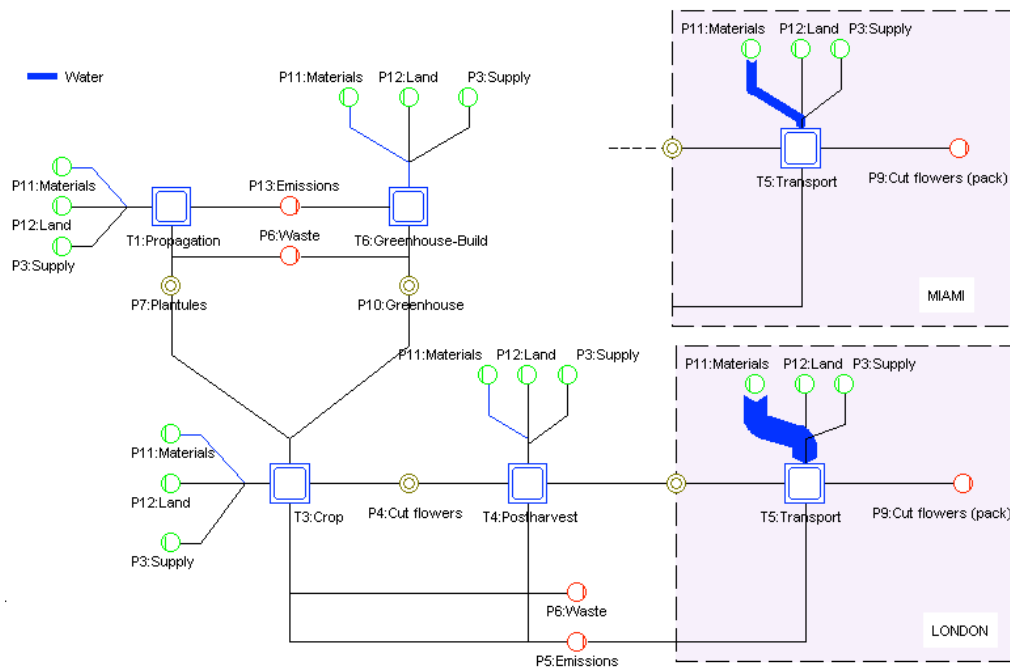 P11:Materials
P12:Land
P3:Supply
Water
P11:Materials
P12:Land
P3:Supply
T5:Transport
P9:Cut flowers (pack)
P11:Materials
P12:Land
P3:Supply
T1:Propagation
P13:Emissions
P6:Waste
T6:Greenhouse-Build
P7:Plantules
P10:Greenhouse
MIAMI
P11:Materials
P12:Land
P3:Supply
P11:Materials
P12:Land
P3:Supply
P11:Materials
P12:Land
P3:Supply
T3:Crop
P4:Cut flowers
T4:Postharvest
T5:Transport
P9:Cut flowers (pack)
P6:Waste
P5:Emissions
LONDON